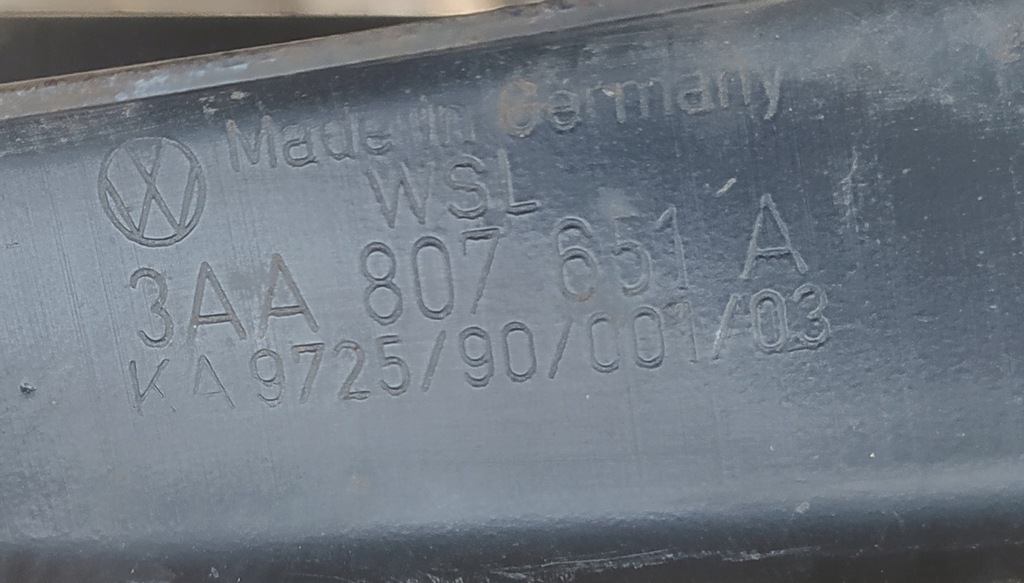 Made in Germany
WSL
3AA 807 651 A
KA 9725/90/001/03